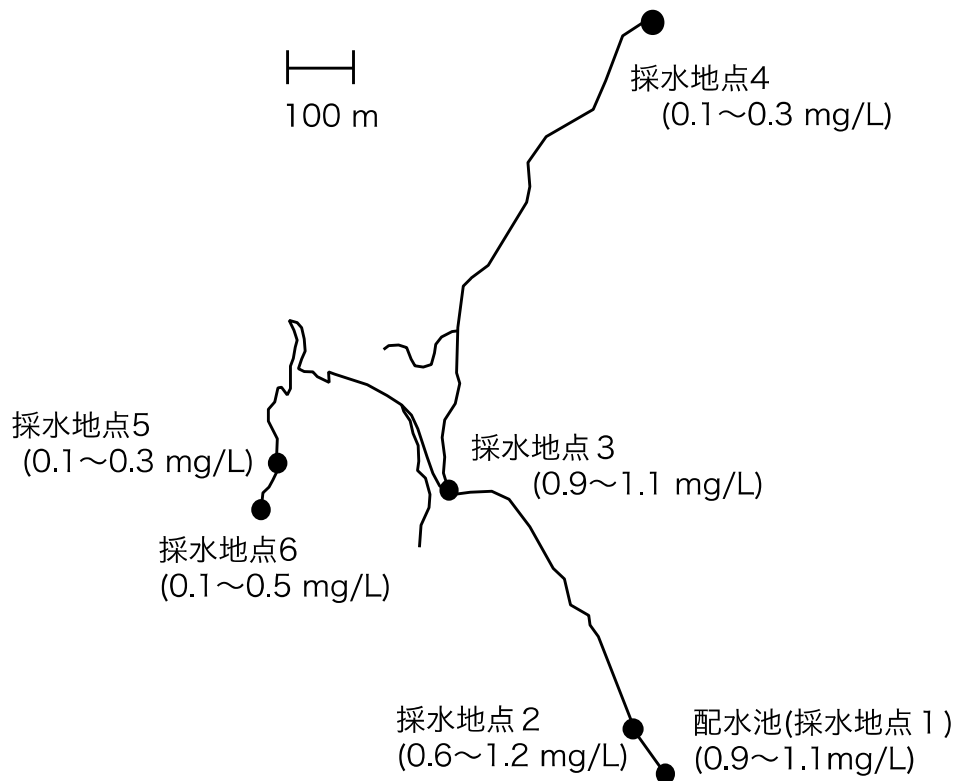 100 m
採水地点4
(0.1〜0.3 mg/L)
採水地点5
(0.1〜0.3 mg/L)
採水地点３
(0.9〜1.1 mg/L)
採水地点6
(0.1〜0.5 mg/L)
採水地点２
(0.6〜1.2 mg/L)
配水池(採水地点１)
(0.9〜1.1mg/L)